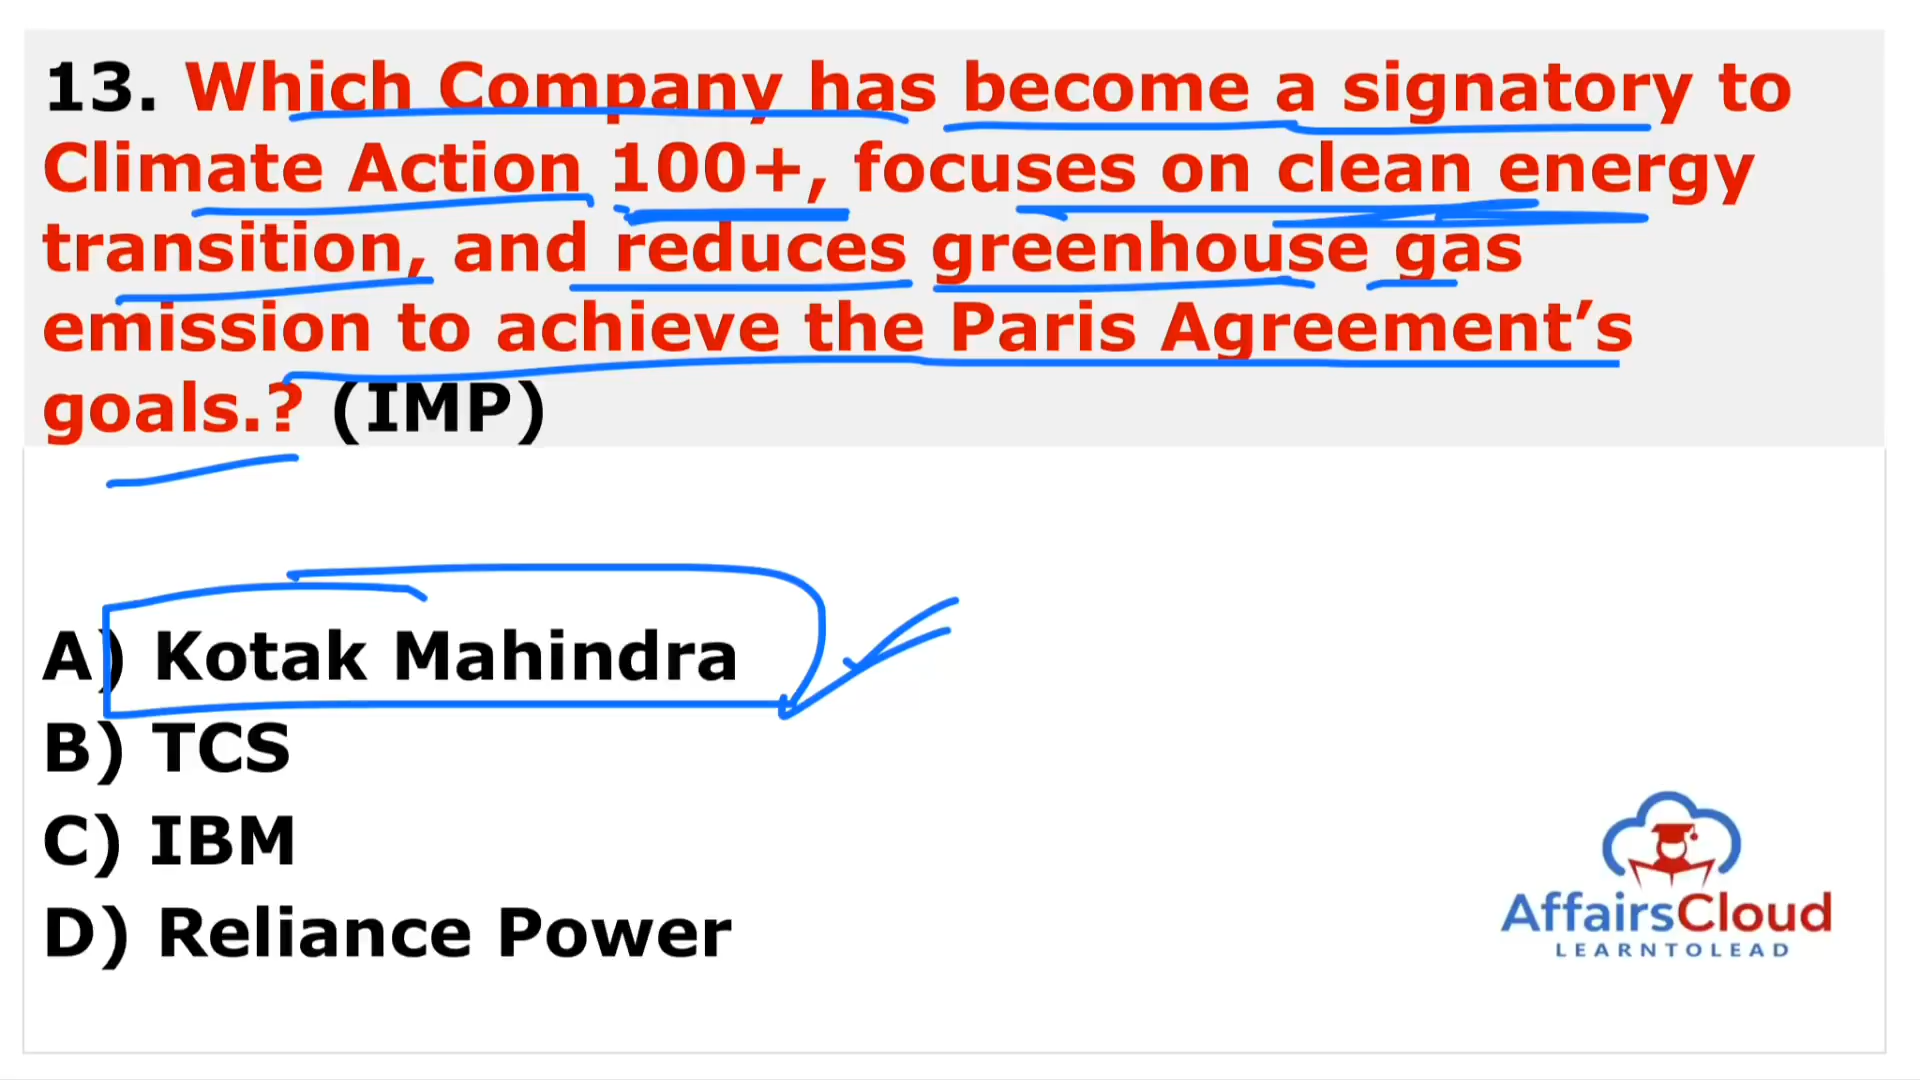 13. Which Company has become a signatory to
Climate Action 100+, focuses on clean energy
transition, and reduces greenhouse gas
emission to achieve the Paris Agreement’s
goals.? (IMP)
A) Kotak Mahindra
B) TCS
C) IBM
D) Reliance Power
AffairsCloud
LEARNTOLEAD